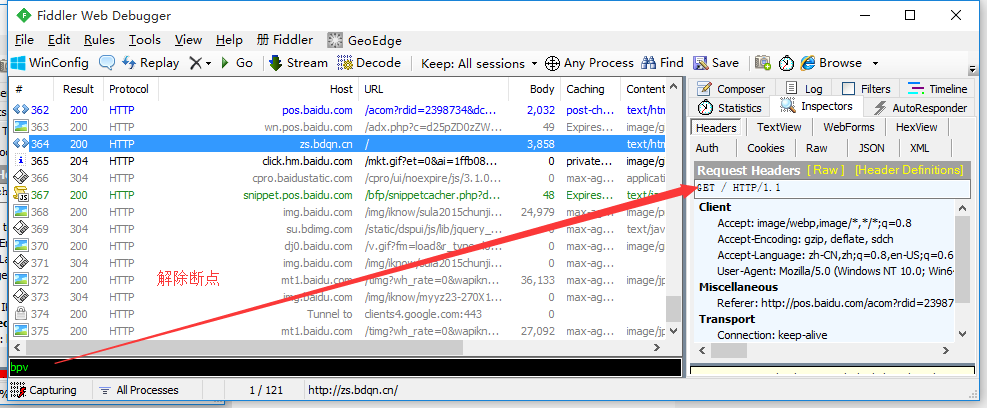 Fiddler Web Debugger
File Edit Rules Tools View Help 册 Fiddler GeoEdge
WinConfig Replay Go Stream Decode Keep: All sessions Any Process Find Save Browse
# Result Protocol Host URL Body Caching Content
362 200 HTTP pos.baidu.com /acom?rdid=2398734&dc... 2,032 post-ch... text/htm
363 200 HTTP wn.pos.baidu.com /adx.php?c=d25pZD0zZW... 49 Expires... image/g
364 200 HTTP zs.bdqn.cn / 3,858 text/htm
365 204 HTTP click.hm.baidu.com /mkt.gif?et=0&ai=1ffb08... 0 private... image/g
366 200 HTTP cpro.baidustatic.com /cpro/ui/noexpire/js/3.1.0... max-ag... applicati
367 200 HTTP snippet.pos.baidu.com /bfp/snippetcacher.php?d... 48 Expires... text/ja
368 200 HTTP img.baidu.com /img/iknow/sula2015chunji... 24,979 max-ag... image/p
369 200 HTTP su.bdimg.com /static/dspui/js/lib/jquery_... max-ag... text/jav
370 200 HTTP dj0.baidu.com /v.gif?fm=load&r_type= image/g
371 200 HTTP img.baidu.com /img/iknow/sula2015chunji... max-ag... image/p
372 200 HTTP mt1.baidu.com /timg?wh_rate=0&wapikn... 36,133 max-ag... image/jp
373 304 HTTP img.baidu.com /img/iknow/myyz23-270X1... max-ag...
374 200 HTTP Tunnel to clients4.google.com:443 0
375 200 HTTP mt1.baidu.com /timg?wh_rate=0&wapikn... 27,092 max-ag... image/jp
解除断点
bpv
Capturing All Processes 1 / 121 http://zs.bdqn.cn/
Composer Log Filters Timeline
Statistics Inspectors AutoResponder
Headers TextView WebForms HexView
Auth Cookies Raw JSON XML
Request Headers [ Raw ] [Header Definitions]
GET / HTTP/1.1
Client
Accept: image/webp,image/*,*/*;q=0.8
Accept-Encoding: gzip, deflate, sdch
Accept-Language: zh-CN,zh;q=0.8,en-US;q=0.6
User-Agent: Mozilla/5.0 (Windows NT 10.0; Win6
Miscellaneous
Referer: http://pos.baidu.com/acom?rdid=23987
Transport
Connection: keep-alive